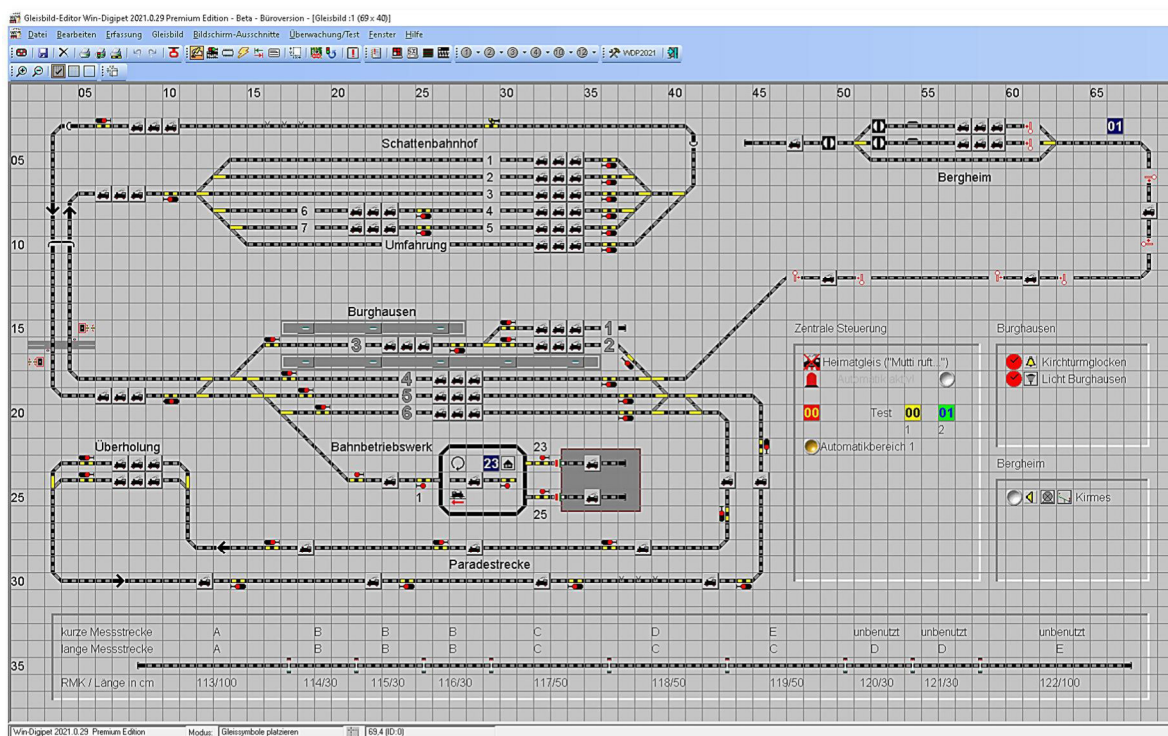 Gleisbild-Editor Win-Digipet 2021.0.29 Premium Edition - Beta - Büroversion - [Gleisbild :1 (69 x 40)]
Datei Bearbeiten Erfassung Gleisbild Bildschirm-Ausschnitte Überwachung/Test Fenster Hilfe
WDP2021
05 10 15 20 25 30 35 40 45 50 55 60 65
01
Schattenbahnhof
05 1
2
Bergheim
3
6 4
7 5
10 Umfahrung
Burghausen
15 1
3 2
Zentrale Steuerung Burghausen
Heimatgleis ("Mutti ruft...") Kirchturmglocken
4 Licht Burghausen
5
20 6
00 Test 00 01
1 2
Überholung Bahnbetriebswerk 23
Automatikbereich 1
23
Bergheim
25 1 25
Kirmes
Paradestrecke
30
kurze Messstrecke A B B B C D E unbenutzt unbenutzt unbenutzt
lange Messstrecke A B B B C C C D D E
35
RMK / Länge in cm 113/100 114/30 115/30 116/30 117/50 118/50 119/50 120/30 121/30 122/100
Win-Digipet 2021.0.29 Premium Edition Modus: Gleissymbole platzieren 69,4 (ID:0)